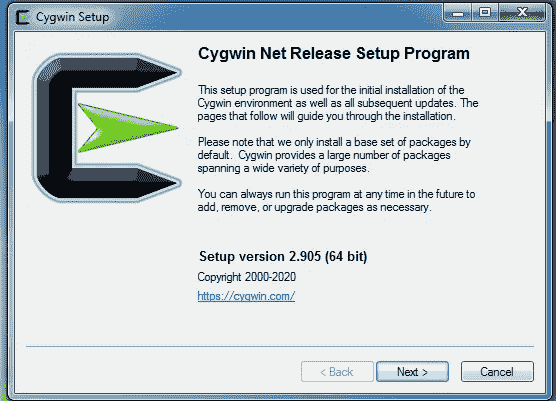 Cygwin Setup
Cygwin Net Release Setup Program
This setup program is used for the initial installation of the
Cygwin environment as well as all subsequent updates. The
pages that follow will guide you through the installation.
Please note that we only install a base set of packages by
default. Cygwin provides a large number of packages
spanning a wide variety of purposes.
You can always run this program at any time in the future to
add, remove, or upgrade packages as necessary.
Setup version 2.905 (64 bit)
Copyright 2000-2020
https://cygwin.com/
< Back
Next >
Cancel